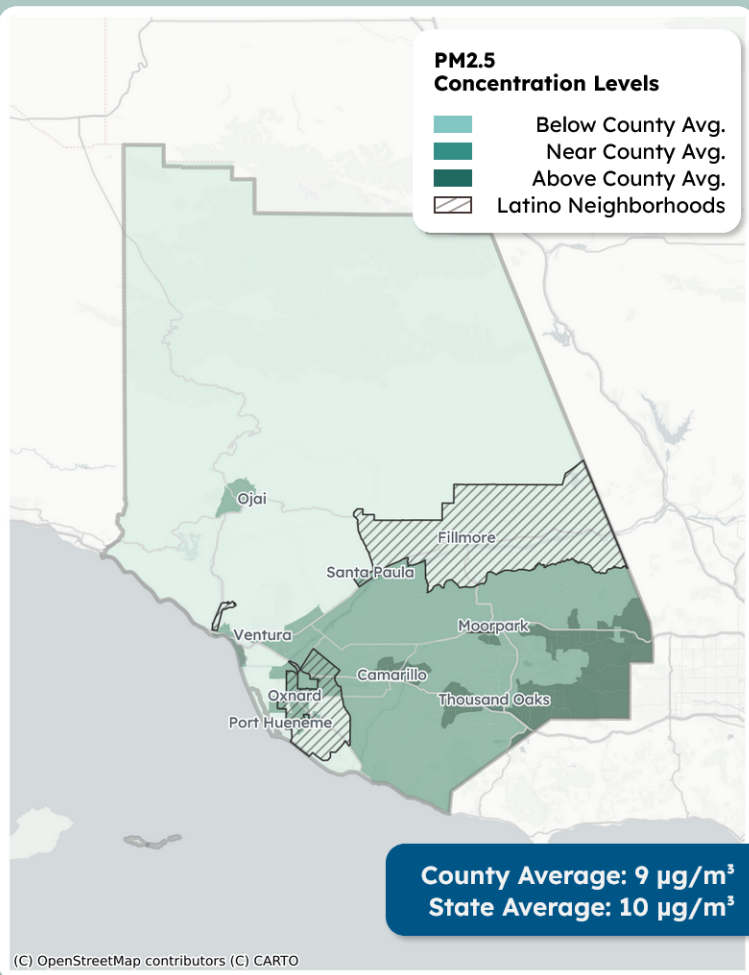 PM2.5
Concentration Levels
Below County Avg.
Near County Avg.
Above County Avg.
Latino Neighborhoods
Ojai
Fillmore
Santa Paula
Moorpark
Ventura
Camarillo
Oxnard
Thousand Oaks
Port Hueneme
County Average: 9 µg/m³
State Average: 10 µg/m³
(C) OpenStreetMap contributors (C) CARTO